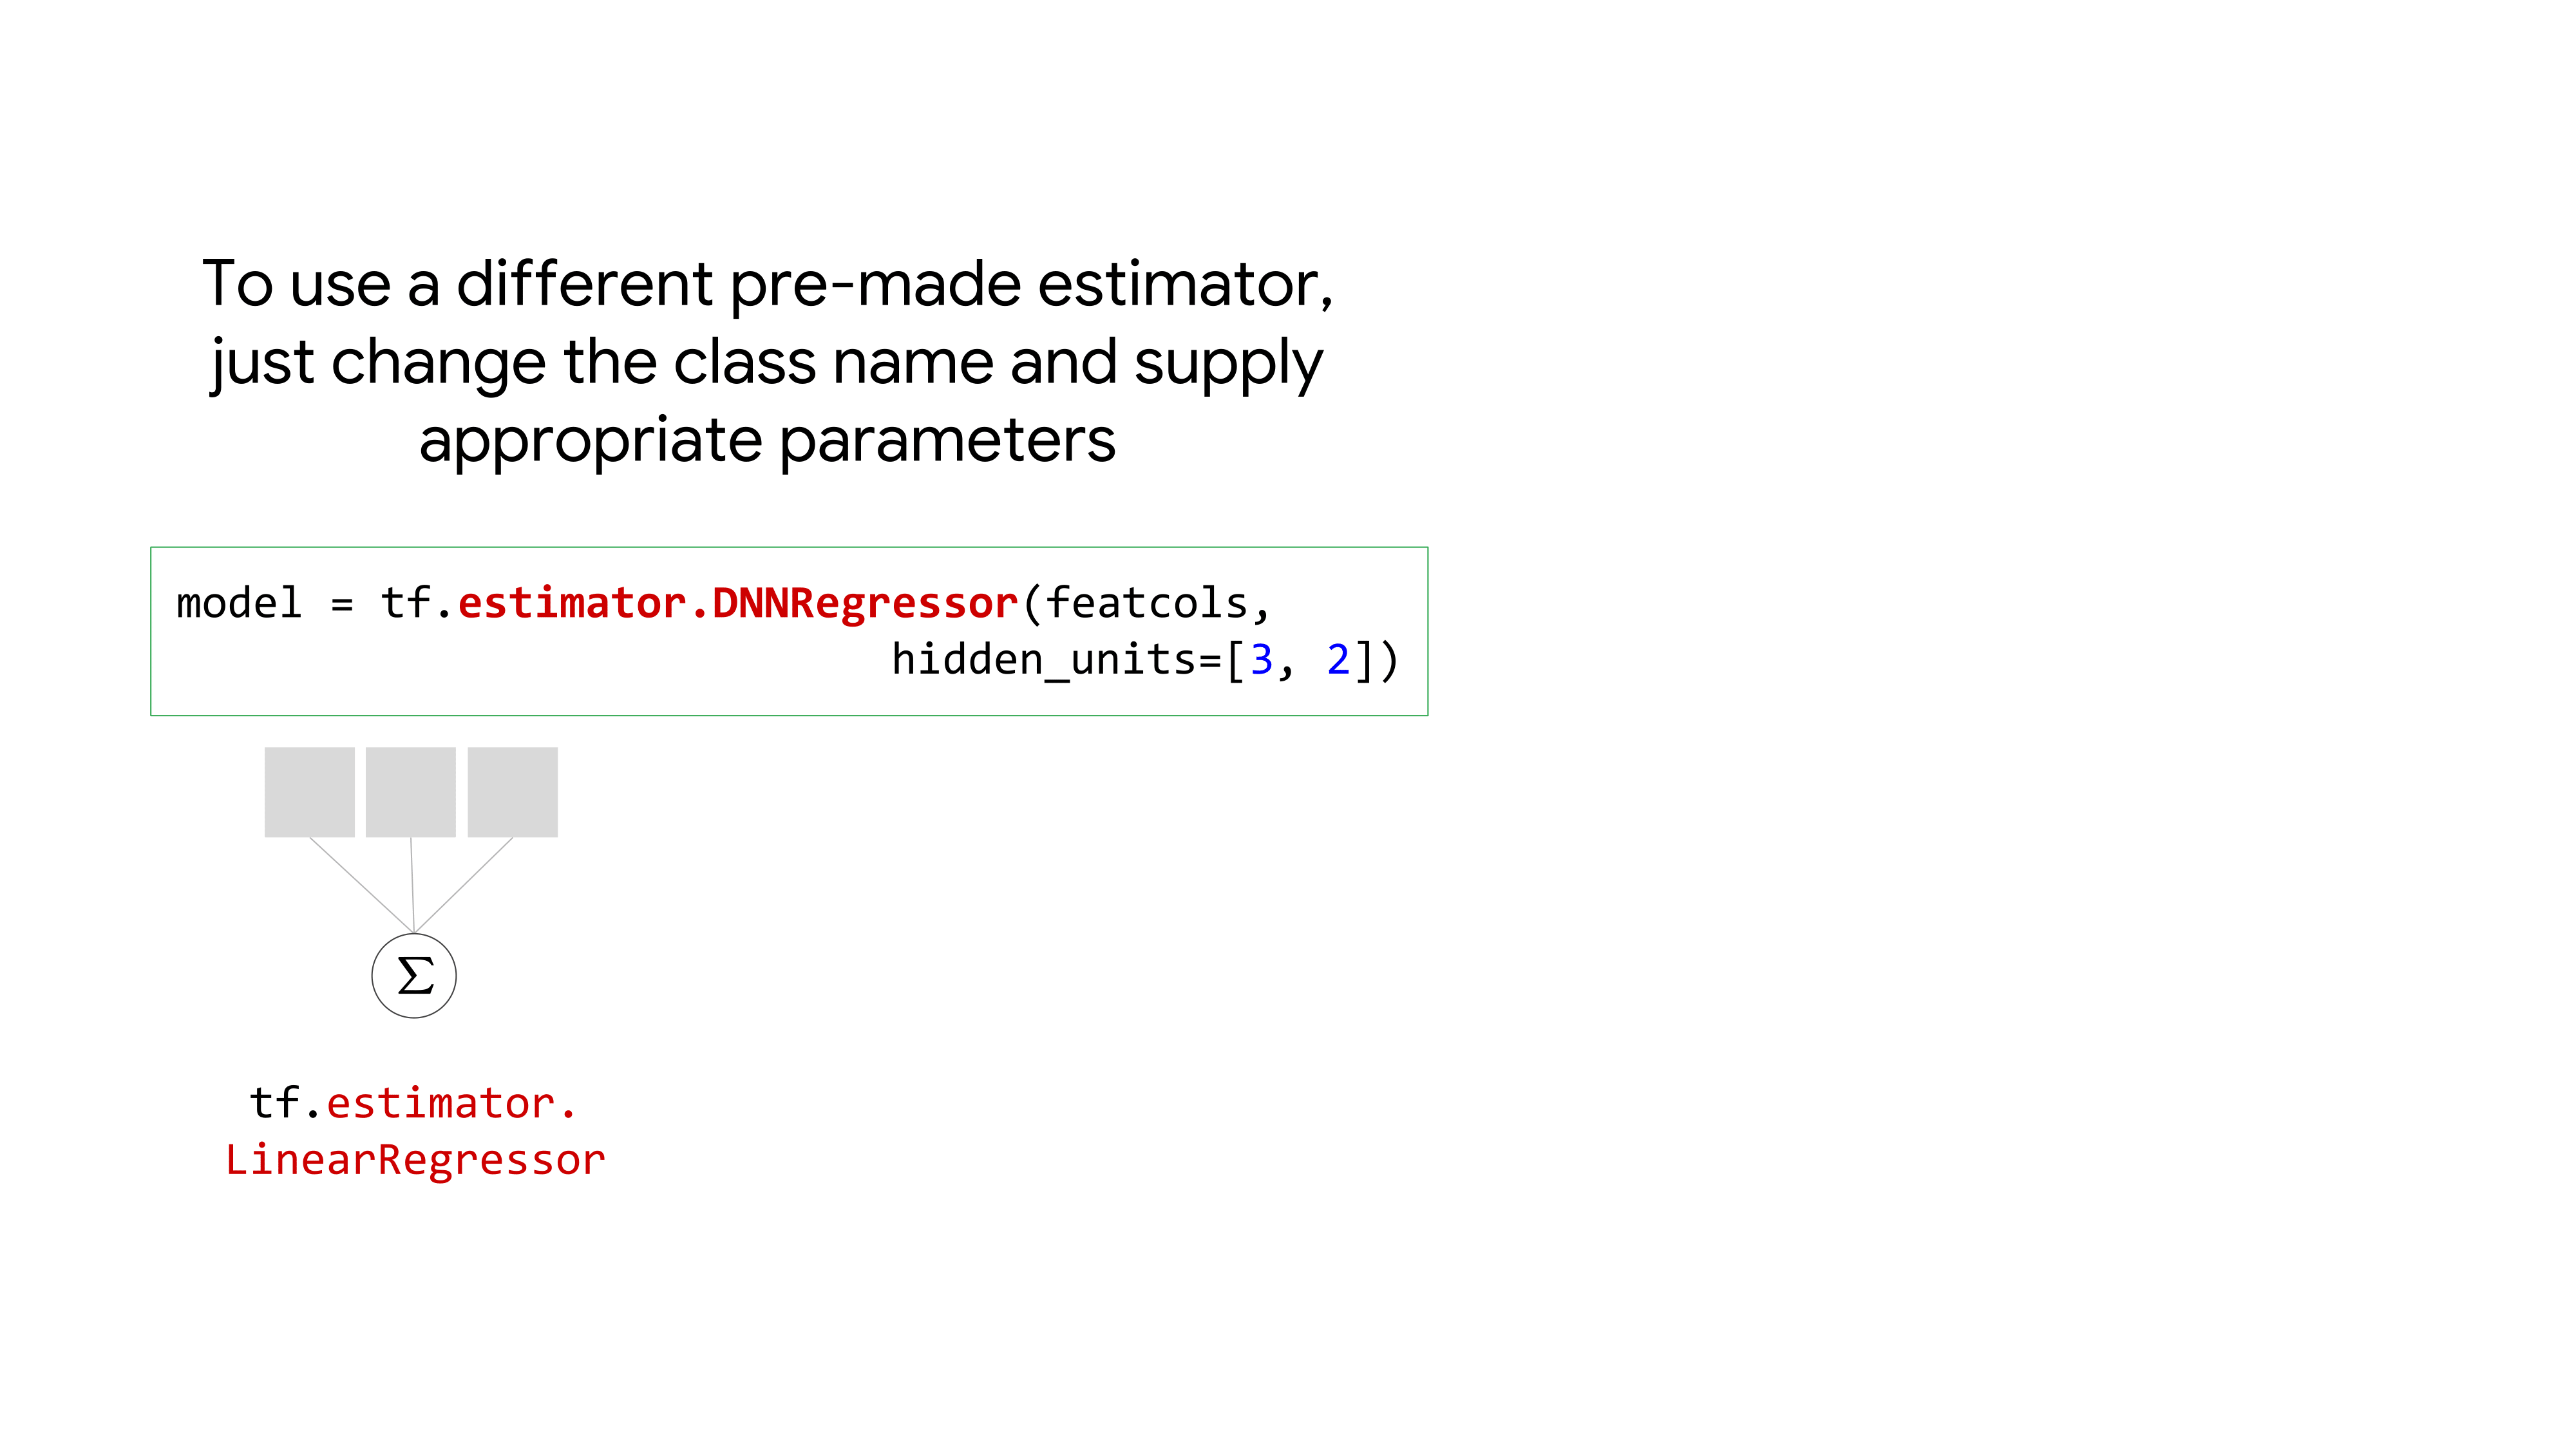 To use a different pre-made estimator,
just change the class name and supply
appropriate parameters
model = tf.estimator.DNNRegressor(featcols,
hidden_units=[3, 2])
Σ
tf.estimator.
LinearRegressor